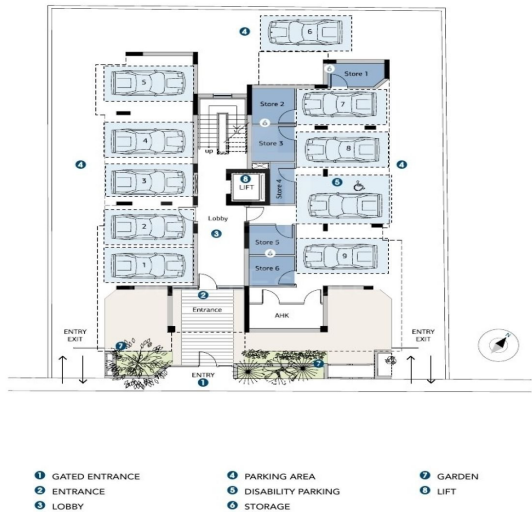 4
6
6
Store 1
5
Store 2
7
6
4
up
Store 3
8
4
4
8
LIFT
Store 4
5
3
Lobby
2
3
Store 5
6
9
1
Store 6
2
Entrance
AHK
ENTRY
EXIT
ENTRY
EXIT
7
ENTRY
7
1
1 GATED ENTRANCE
2 ENTRANCE
3 LOBBY
4 PARKING AREA
5 DISABILITY PARKING
6 STORAGE
7 GARDEN
8 LIFT